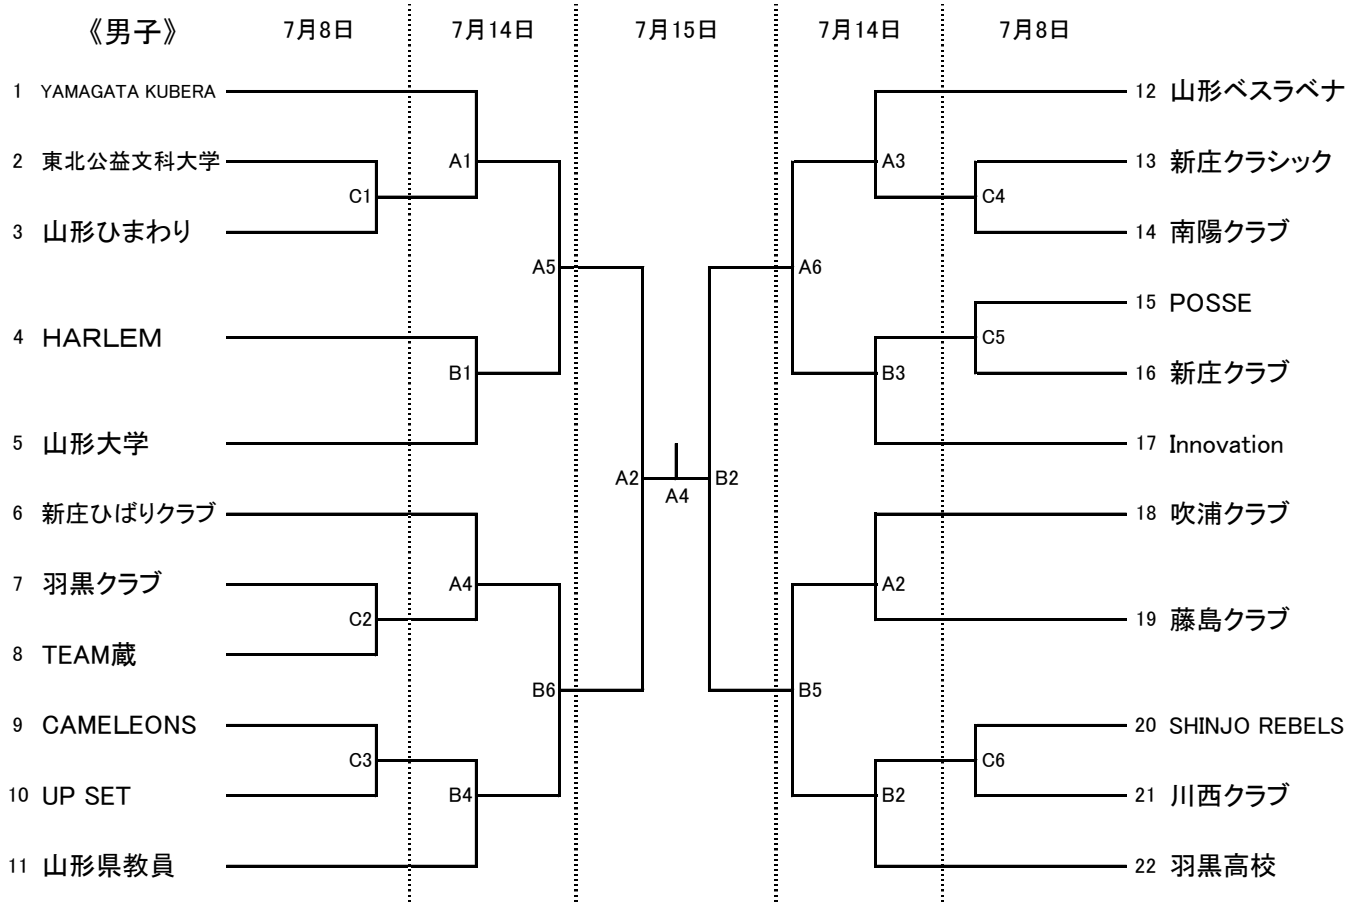 《男子》 7月8日 7月14日 7月15日 7月14日 7月8日
1 YAMAGATA KUBERA
2 東北公益文科大学
3 山形ひまわり
4 HARLEM
5 山形大学
6 新庄ひばりクラブ
7 羽黒クラブ
8 TEAM蔵
9 CAMELEONS
10 UP SET
11 山形県教員
C1
C2
C3
A1
B1
A4
B4
A5
B6
A2
A4
B2
A6
B5
A3
B3
A2
B2
C4
C5
C6
12 山形ベスラベナ
13 新庄クラシック
14 南陽クラブ
15 POSSE
16 新庄クラブ
17 Innovation
18 吹浦クラブ
19 藤島クラブ
20 SHINJO REBELS
21 川西クラブ
22 羽黒高校